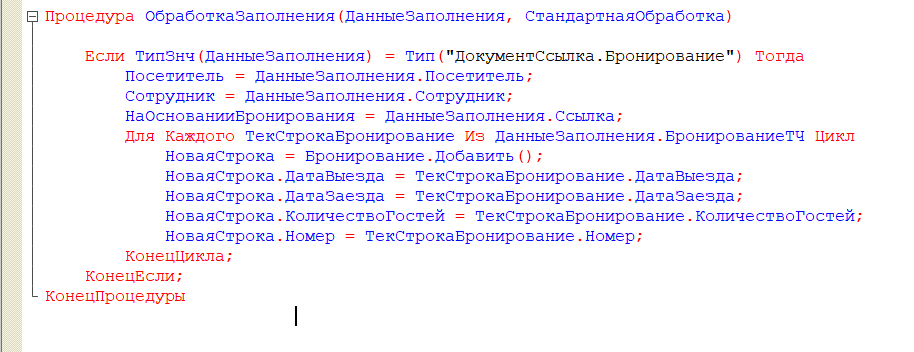 Процедура ОбработкаЗаполнения(ДанныеЗаполнения, СтандартнаяОбработка)
Если ТипЗнч(ДанныеЗаполнения) = Тип("ДокументСсылка.Бронирование") Тогда
Посетитель = ДанныеЗаполнения.Посетитель;
Сотрудник = ДанныеЗаполнения.Сотрудник;
НаОснованииБронирования = ДанныеЗаполнения.Ссылка;
Для Каждого ТекСтрокаБронирование Из ДанныеЗаполнения.БронированиеТЧ Цикл
НоваяСтрока = Бронирование.Добавить();
НоваяСтрока.ДатаВыезда = ТекСтрокаБронирование.ДатаВыезда;
НоваяСтрока.ДатаЗаезда = ТекСтрокаБронирование.ДатаЗаезда;
НоваяСтрока.КоличествоГостей = ТекСтрокаБронирование.КоличествоГостей;
НоваяСтрока.Номер = ТекСтрокаБронирование.Номер;
КонецЦикла;
КонецЕсли;
КонецПроцедуры